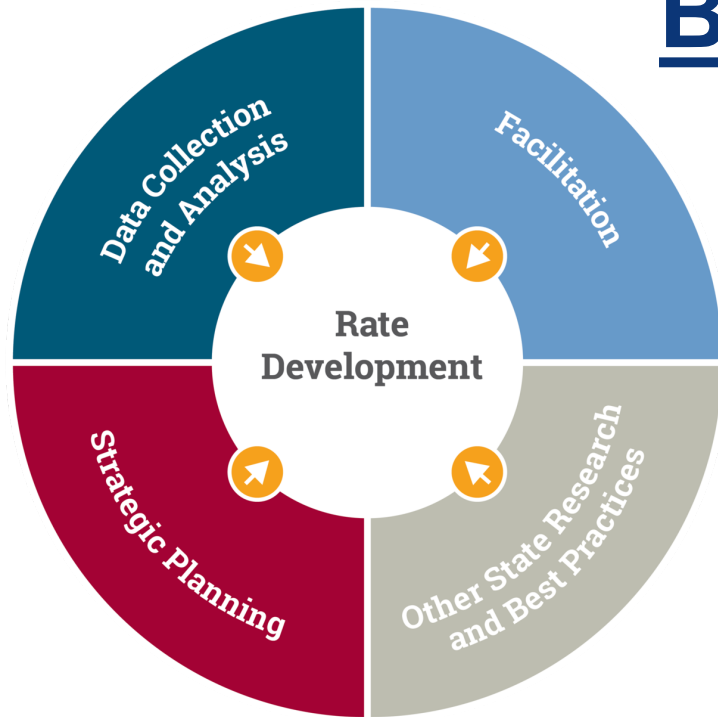 B
Data Collection
and Analysis
Facilitation
Rate
Development
Strategic Planning
Other State Research
and Best Practices